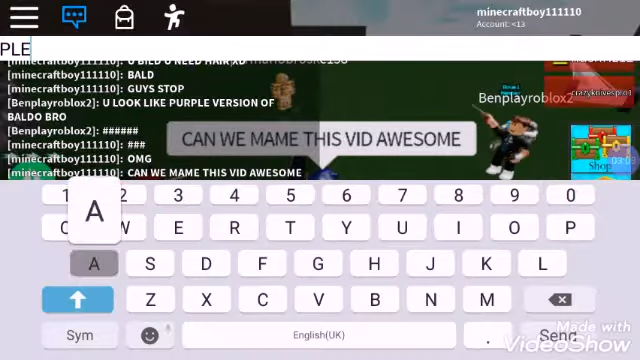 minecraftboy111110
Account: <13
PLE
[minecraftboy111110]: U BILD U NEED HAIR XD
[minecraftboy111110]: BALD
[minecraftboy111110]: GUYS STOP
[Benplayroblox2]: U LOOK LIKE PURPLE VERSION OF
BALDO BRO
[Benplayroblox2]: ######
[minecraftboy111110]: ###
[minecraftboy111110]: OMG
[minecraftboy111110]: CAN WE MAME THIS VID AWESOME
CAN WE MAME THIS VID AWESOME
Benplayroblox2
crazyknivespro1
Shop
03:09
1 2 3 4 5 6 7 8 9 0
A
W E R T Y U I O P
A S D F G H J K L
Z X C V B N M
Sym
English(UK)
.
Send
Made with
VideoShow